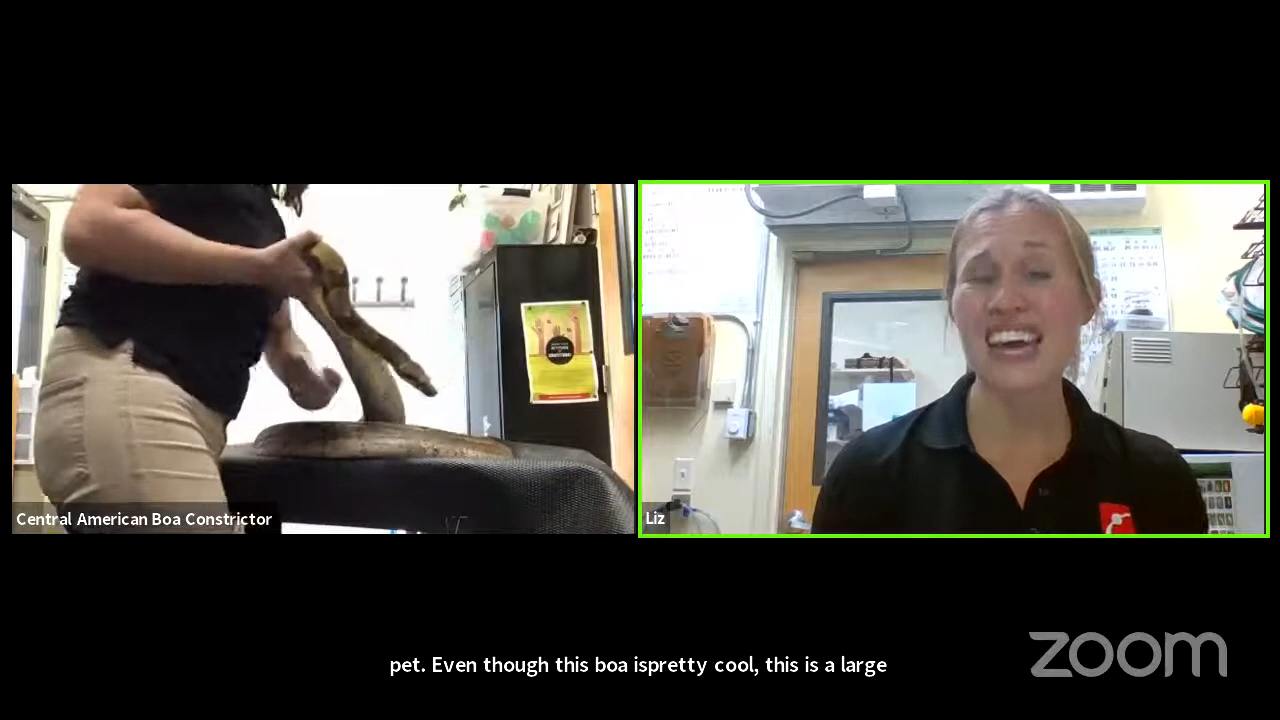 Central American Boa Constrictor
Liz
pet. Even though this boa ispretty cool, this is a large
zoom